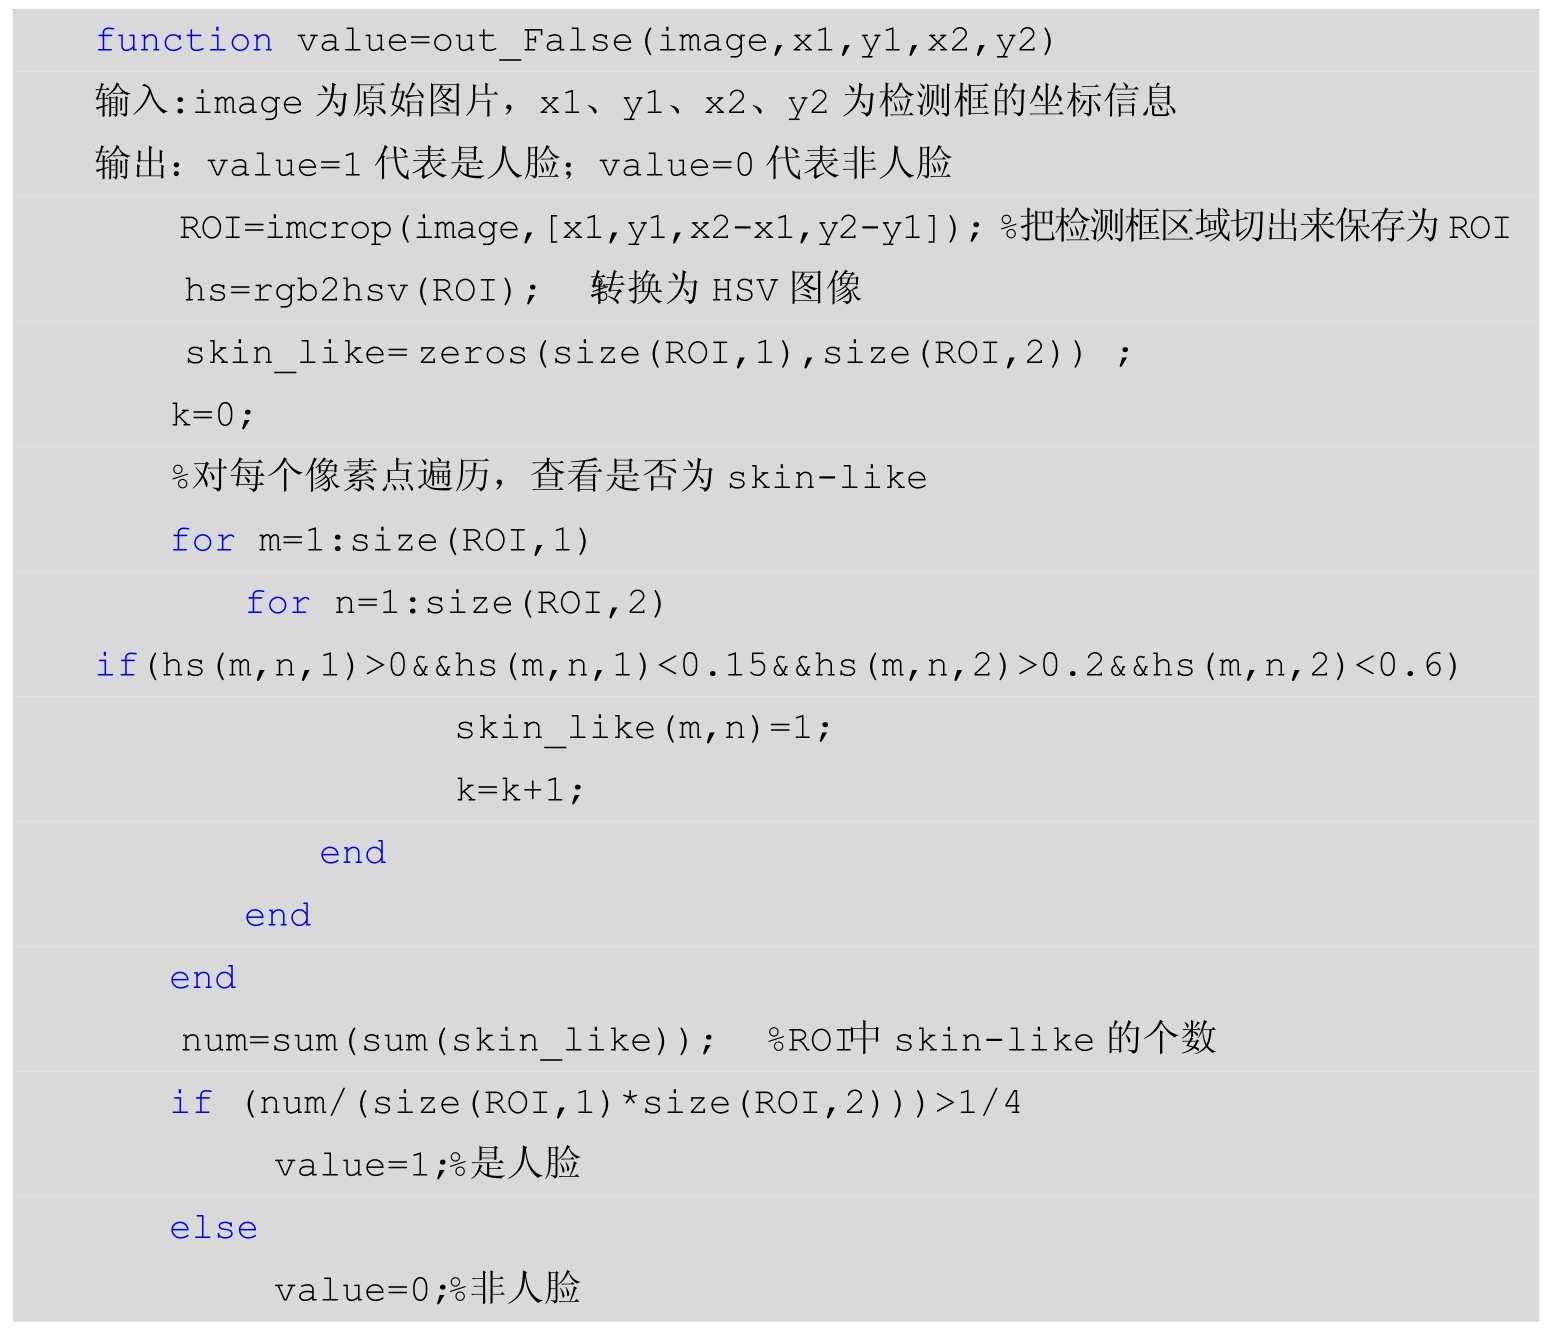 function value=out_False(image,x1,y1,x2,y2)
输入:image 为原始图片，x1、y1、x2、y2 为检测框的坐标信息
输出：value=1 代表是人脸；value=0 代表非人脸
ROI=imcrop(image,[x1,y1,x2-x1,y2-y1]); %把检测框区域切出来保存为 ROI
hs=rgb2hsv(ROI); %转换为 HSV 图像
skin_like= zeros(size(ROI,1),size(ROI,2)) ;
k=0;
%对每个像素点遍历，查看是否为 skin-like
for m=1:size(ROI,1)
for n=1:size(ROI,2)
if(hs(m,n,1)>0&&hs(m,n,1)<0.15&&hs(m,n,2)>0.2&&hs(m,n,2)<0.6)
skin_like(m,n)=1;
k=k+1;
end
end
end
num=sum(sum(skin_like)); %ROI中 skin-like 的个数
if (num/(size(ROI,1)*size(ROI,2)))>1/4
value=1;%是人脸
else
value=0;%非人脸